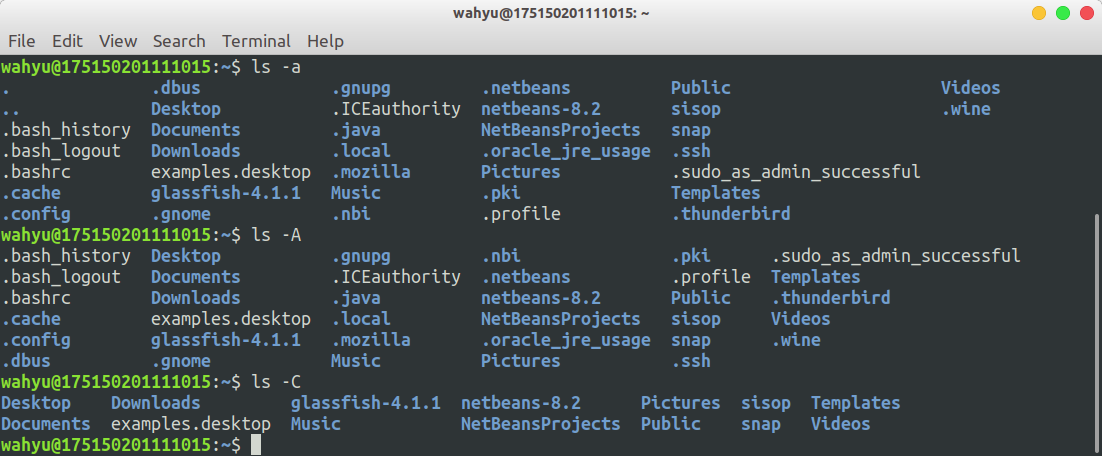 wahyu@175150201111015: ~
File Edit View Search Terminal Help
wahyu@175150201111015:~$ ls -a
. .dbus .gnupg .netbeans Public Videos
.. Desktop .ICEauthority netbeans-8.2 sisop .wine
.bash_history Documents .java NetBeansProjects snap
.bash_logout Downloads .local .oracle_jre_usage .ssh
.bashrc examples.desktop .mozilla Pictures .sudo_as_admin_successful
.cache glassfish-4.1.1 Music .pki Templates
.config .gnome .nbi .profile .thunderbird
wahyu@175150201111015:~$ ls -A
.bash_history Desktop .gnupg .nbi .pki .sudo_as_admin_successful
.bash_logout Documents .ICEauthority .netbeans .profile Templates
.bashrc Downloads .java netbeans-8.2 Public .thunderbird
.cache examples.desktop .local NetBeansProjects sisop Videos
.config glassfish-4.1.1 .mozilla .oracle_jre_usage snap .wine
.dbus .gnome Music Pictures .ssh
wahyu@175150201111015:~$ ls -C
Desktop Downloads glassfish-4.1.1 netbeans-8.2 Pictures sisop Templates
Documents examples.desktop Music NetBeansProjects Public snap Videos
wahyu@175150201111015:~$